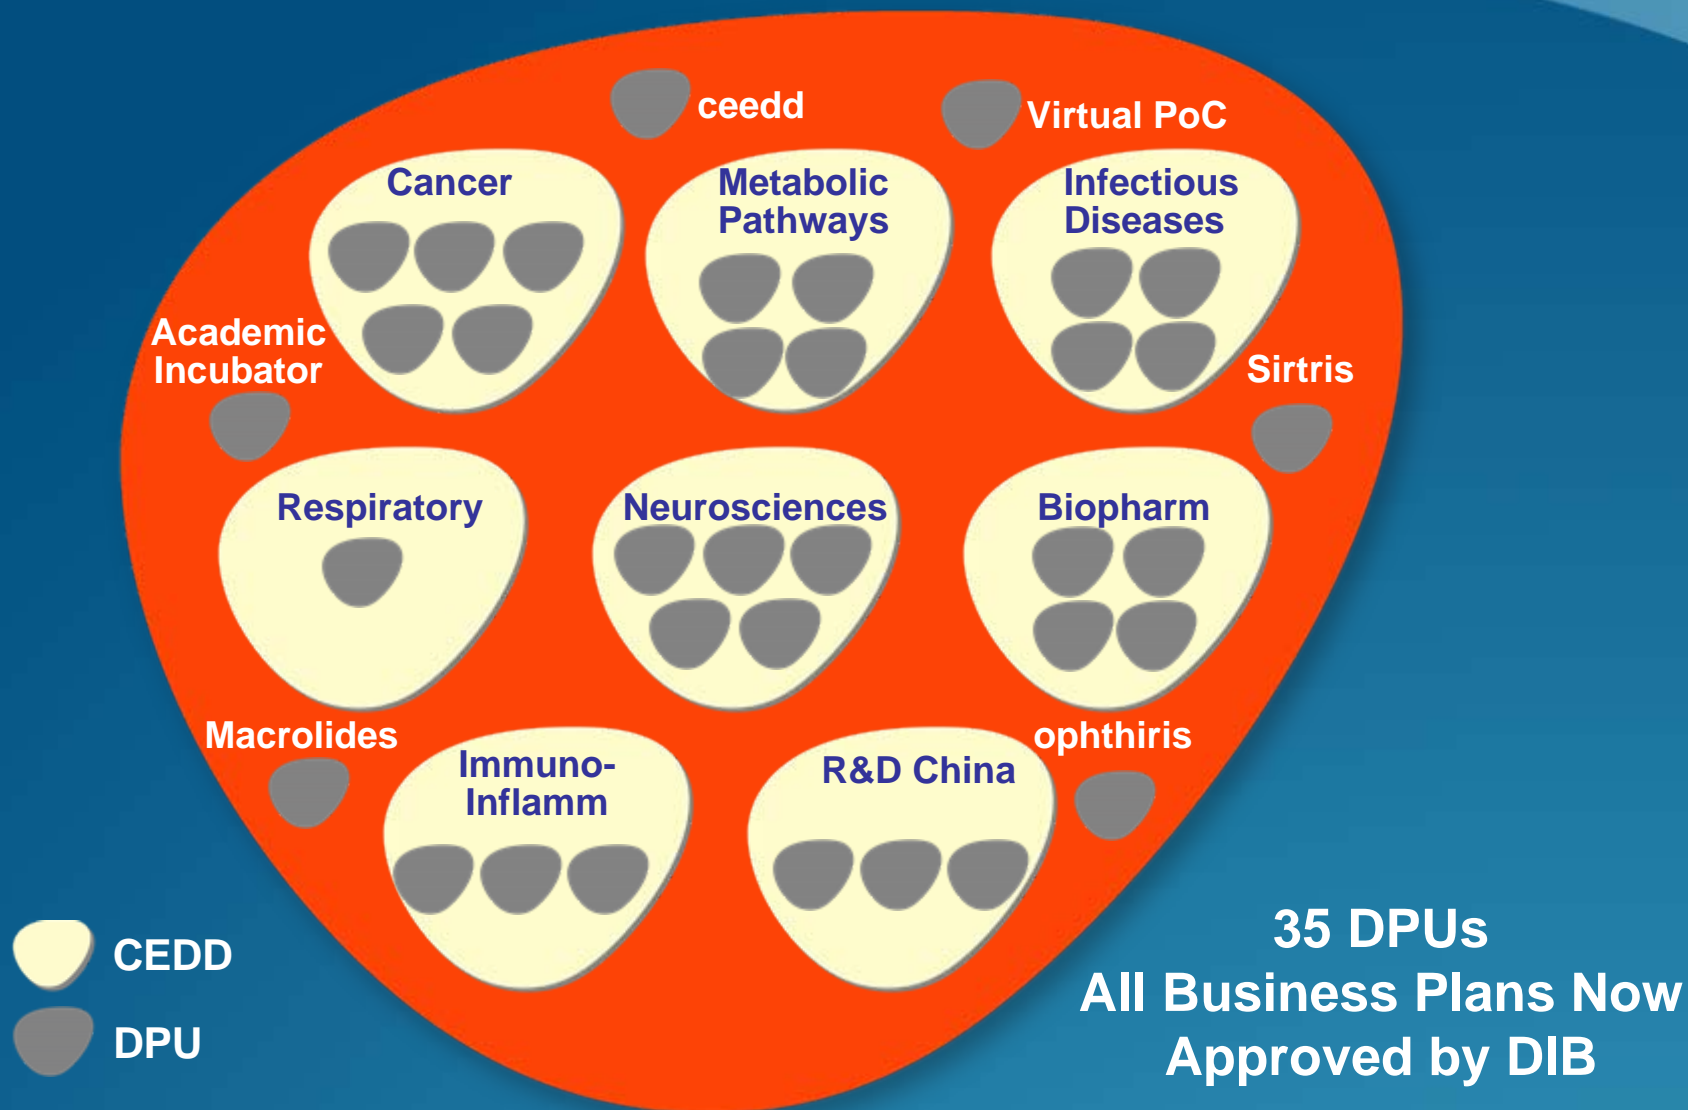 ceedd
Virtual PoC
Cancer
Metabolic
Pathways
Infectious
Diseases
Academic
Incubator
Sirtris
Respiratory
Neurosciences
Biopharm
Macrolides
ophthiris
Immuno-
Inflamm
R&D China
CEDD
DPU
35 DPUs
All Business Plans Now
Approved by DIB